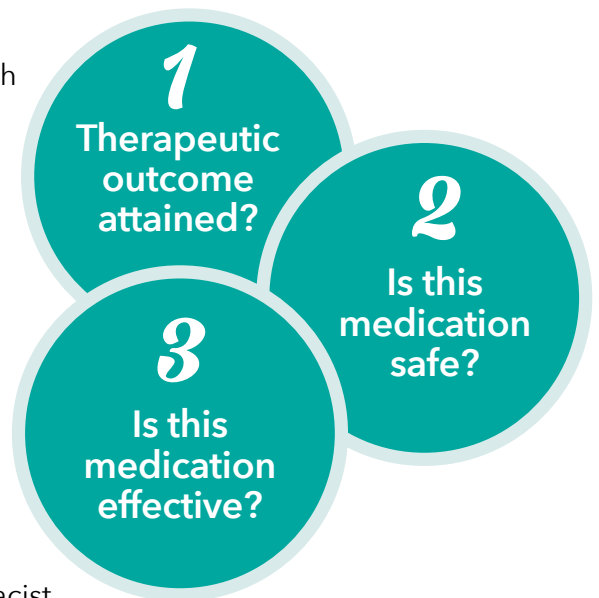 1
Therapeutic
outcome
attained?
2
Is this
medication
safe?
3
Is this
medication
effective?